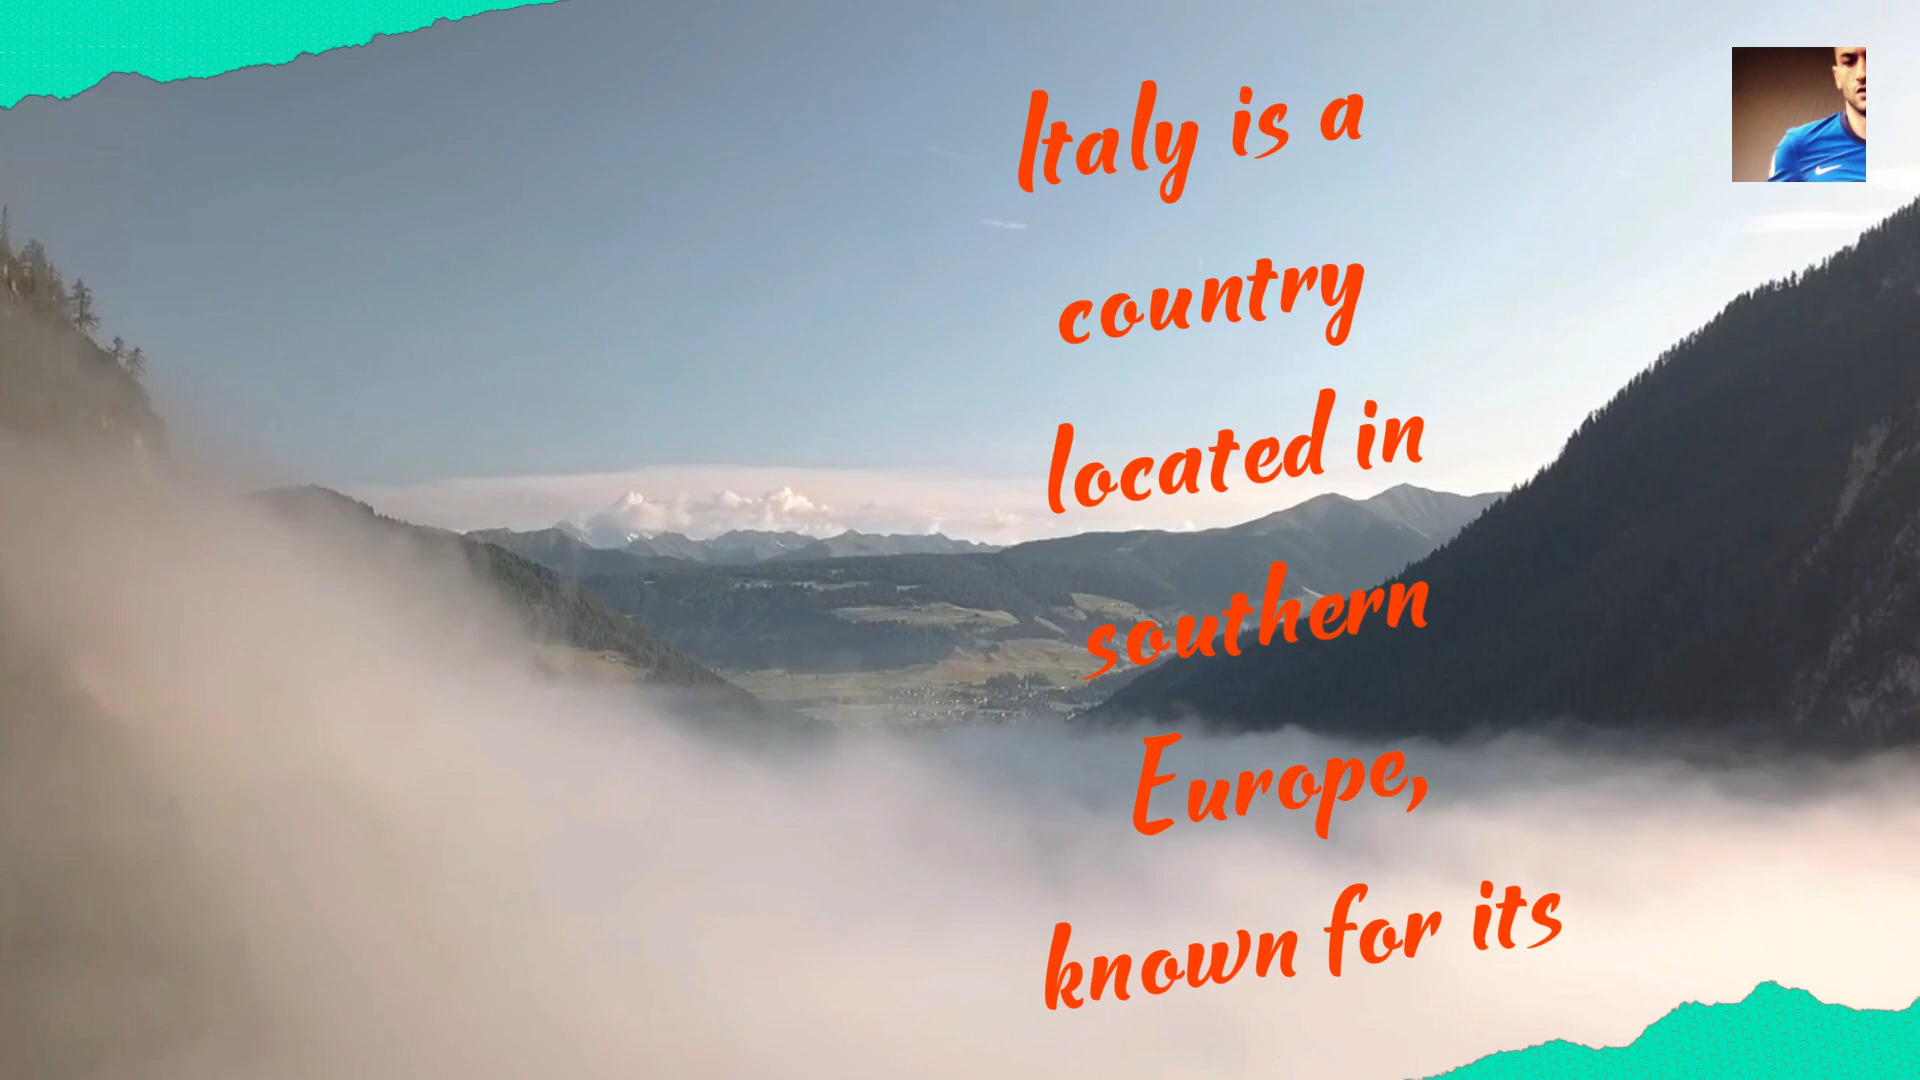 Italy is a
country
located in
southern
Europe,
known for its